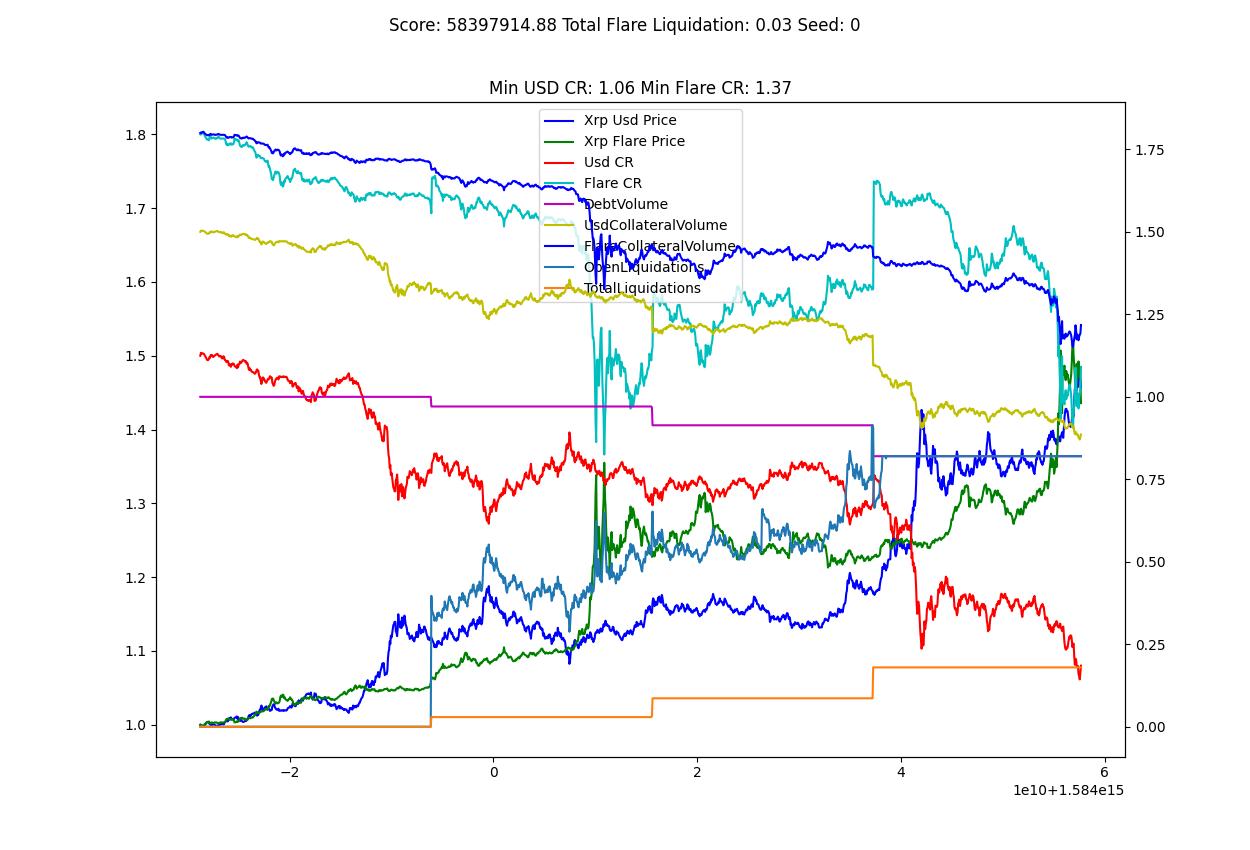 Score: 58397914.88 Total Flare Liquidation: 0.03 Seed: 0
Min USD CR: 1.06 Min Flare CR: 1.37
Xrp Usd Price
Xrp Flare Price
Usd CR
Flare CR
DebtVolume
UsdCollateralVolume
FlareCollateralVolume
OpenLiquidations
TotalLiquidations
1.8
1.7
1.6
1.5
1.4
1.3
1.2
1.1
1.0
1.75
1.50
1.25
1.00
0.75
0.50
0.25
0.00
−2
0
2
4
6
1e10+1.584e15